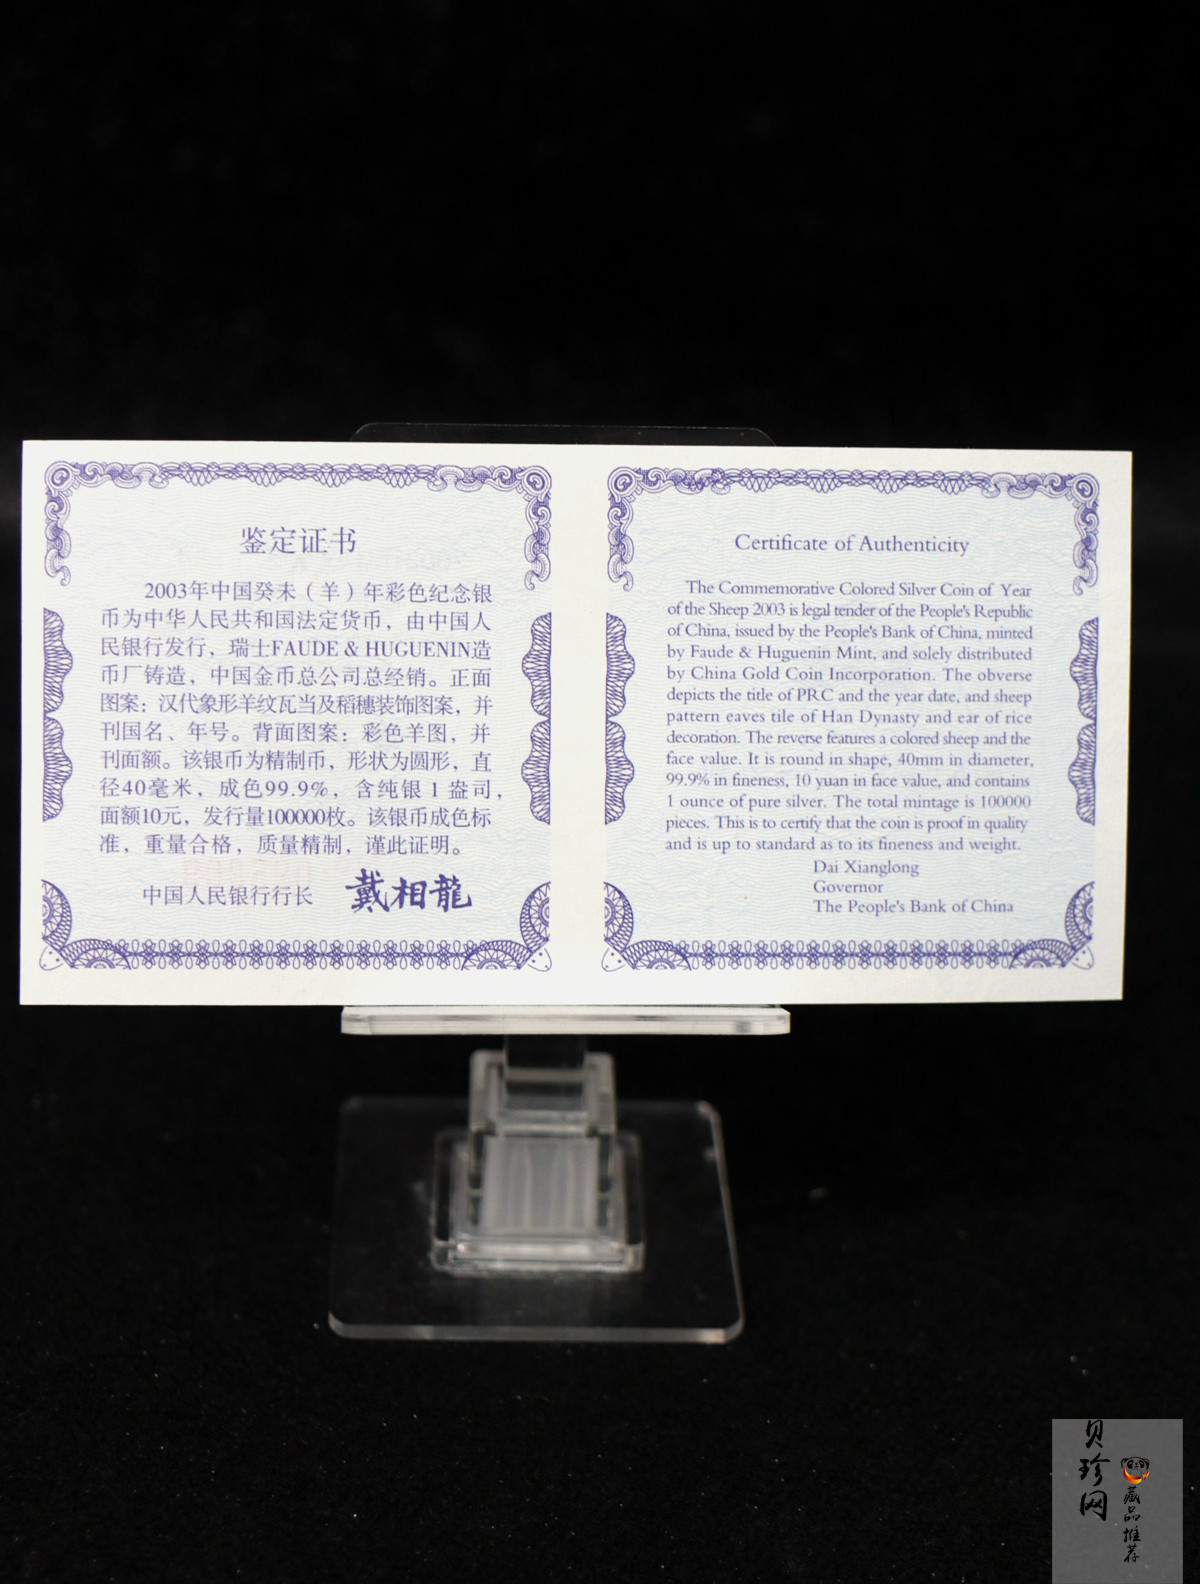 鉴定证书
2003年中国癸未（羊）年彩色纪念银
币为中华人民共和国法定货币，由中国人
民银行发行，瑞士FAUDE & HUGUENIN造
币厂铸造，中国金币总公司总经销。正面
图案：汉代象形羊纹瓦当及稻穗装饰图案，并
刊国名、年号。背面图案：彩色羊图，并
刊面额。该银币为精制币，形状为圆形，直
径40毫米，成色99.9%，含纯银1盎司，
面额10元，发行量100000枚。该银币成色标
准，重量合格，质量精制，谨此证明。
中国人民银行行长 戴相龍
Certificate of Authenticity
The Commemorative Colored Silver Coin of Year
of the Sheep 2003 is legal tender of the People's Republic
of China, issued by the People's Bank of China, minted
by Faude & Huguenin Mint, and solely distributed
by China Gold Coin Incorporation. The obverse
depicts the title of PRC and the year date, and sheep
pattern eaves tile of Han Dynasty and ear of rice
decoration. The reverse features a colored sheep and the
face value. It is round in shape, 40mm in diameter,
99.9% in fineness, 10 yuan in face value, and contains
1 ounce of pure silver. The total mintage is 100000
pieces. This is to certify that the coin is proof in quality
and is up to standard as to its fineness and weight.
Dai Xianglong
Governor
The People's Bank of China
贝珍网
藏品推荐